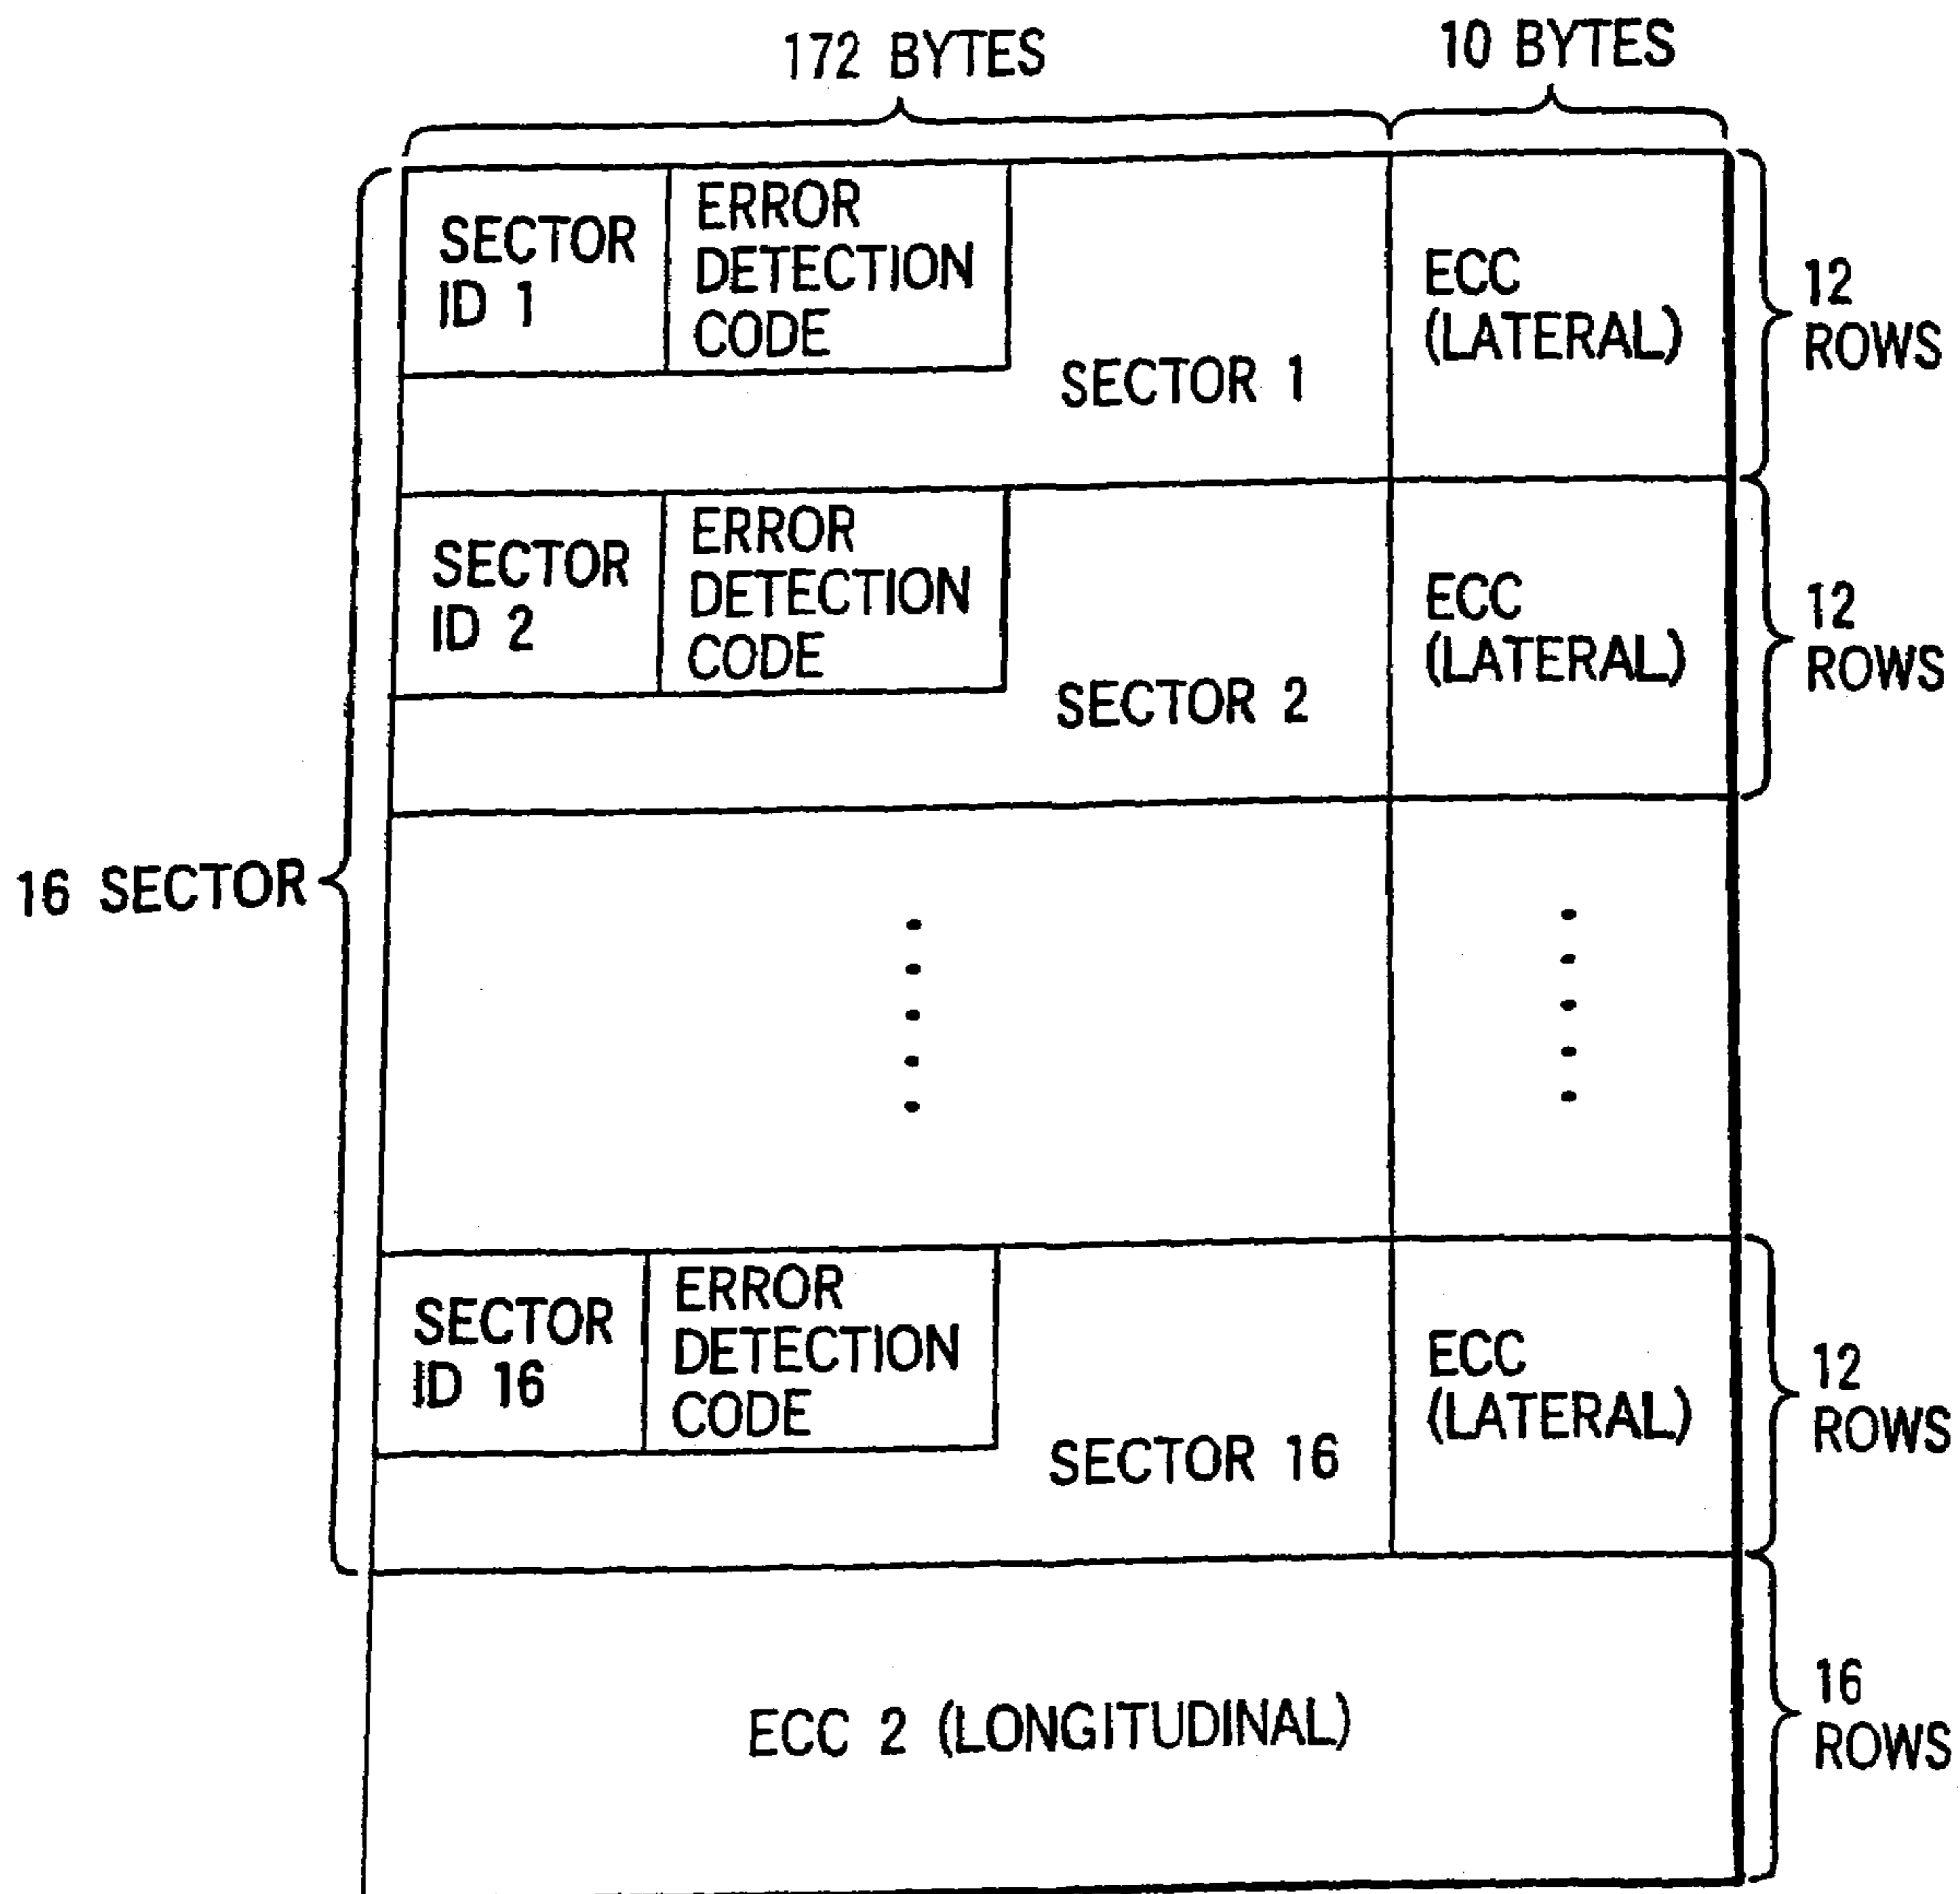 172 BYTES
10 BYTES
SECTOR
ID 1
ERROR
DETECTION
CODE
SECTOR 1
ECC
(LATERAL)
12
ROWS
SECTOR
ID 2
ERROR
DETECTION
CODE
SECTOR 2
ECC
(LATERAL)
12
ROWS
16 SECTOR
SECTOR
ID 16
ERROR
DETECTION
CODE
SECTOR 16
ECC
(LATERAL)
12
ROWS
ECC 2 (LONGITUDINAL)
16
ROWS